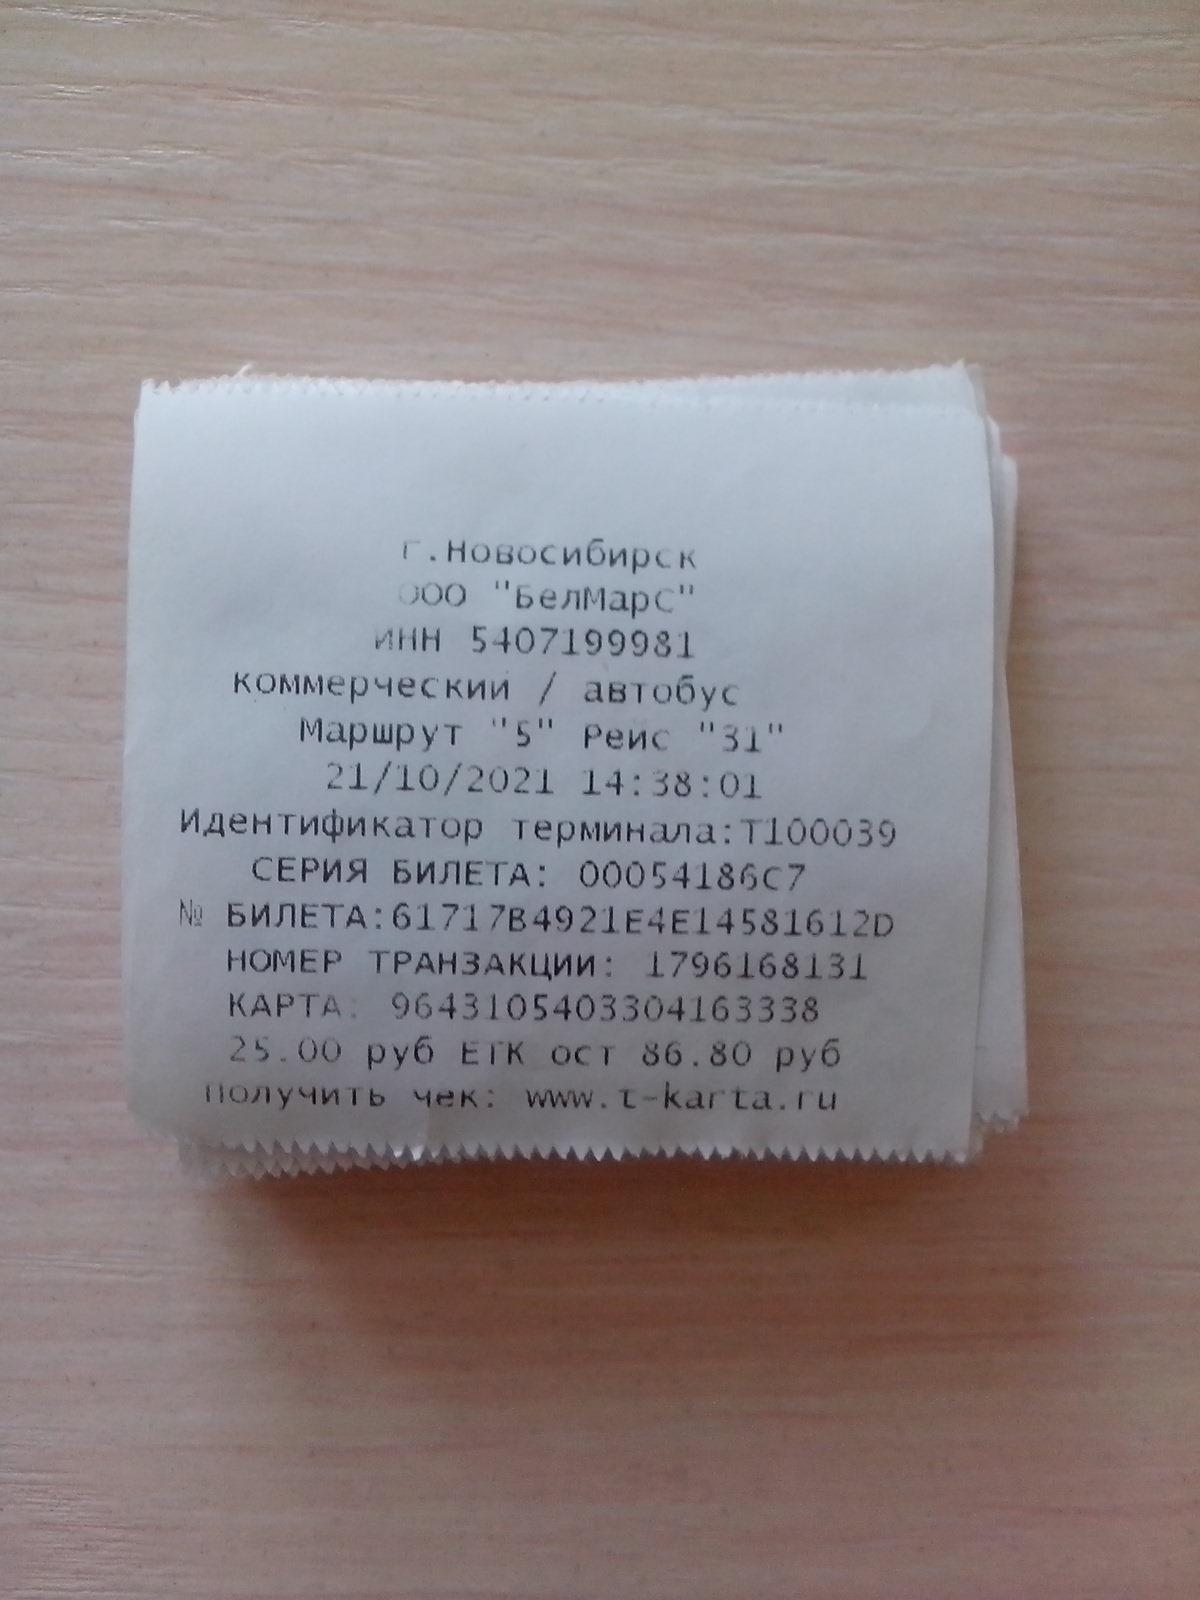 г.Новосибирск
ООО "БелМарС"
ИНН 5407199981
коммерческий / автобус
Маршрут "5" Рейс "31"
21/10/2021 14:38:01
Идентификатор терминала:T100039
СЕРИЯ БИЛЕТА: 00054186C7
№ БИЛЕТА:61717B4921E4E14581612D
НОМЕР ТРАНЗАКЦИИ: 1796168131
КАРТА: 9643105403304163338
25.00 руб ЕТК ост 86.80 руб
Получить чек: www.t-karta.ru